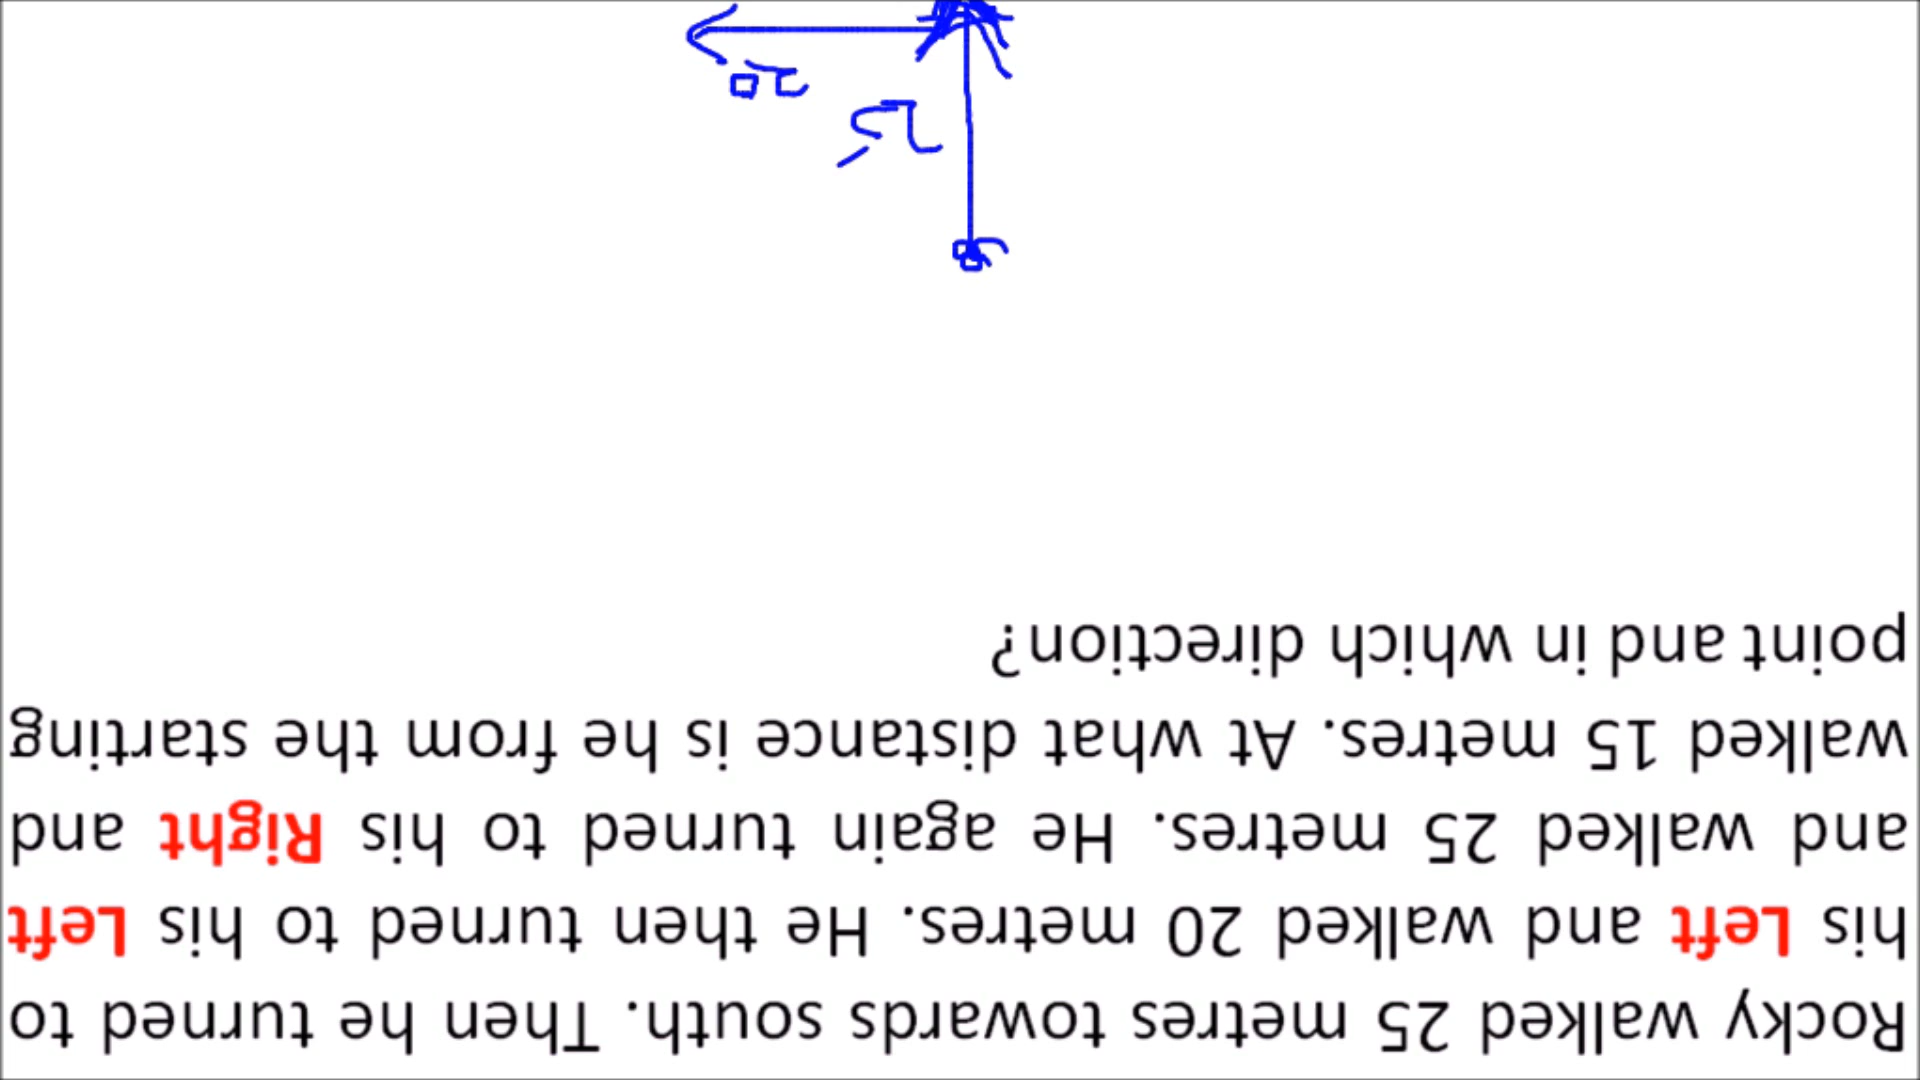 Rocky walked 25 metres towards south. Then he turned to
his Left and walked 20 metres. He then turned to his Left
and walked 25 metres. He again turned to his Right and
walked 15 metres. At what distance is he from the starting
point and in which direction?
25
20